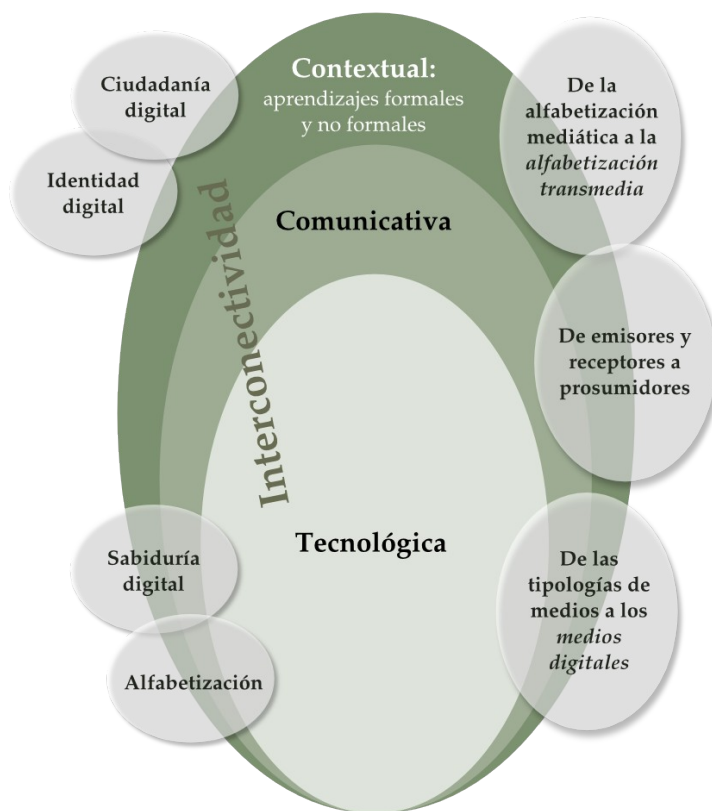 Ciudadanía
digital
Identidad
digital
Contextual:
aprendizajes formales
y no formales
De la
alfabetización
mediática a la
alfabetización
transmedia
Comunicativa
Interconectividad
De emisores y
receptores a
prosumidores
Tecnológica
Sabiduría
digital
Alfabetización
De las
tipologías de
medios a los
medios
digitales